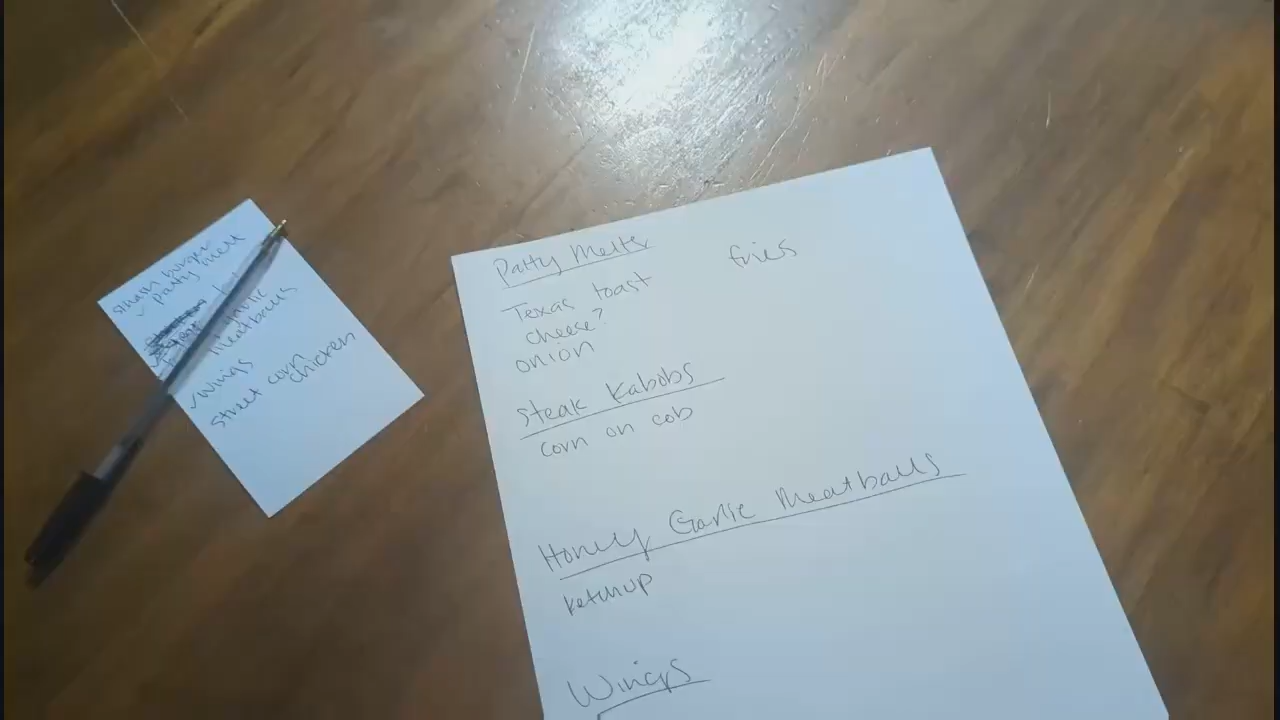 smash burger
✓ patty melt
garlic
meatballs
✓ wings
street corn
chicken
Patty Melts
fries
Texas toast
cheese?
onion
Steak Kabobs
corn on cob
Honey Garlic Meatballs
ketchup
Wings